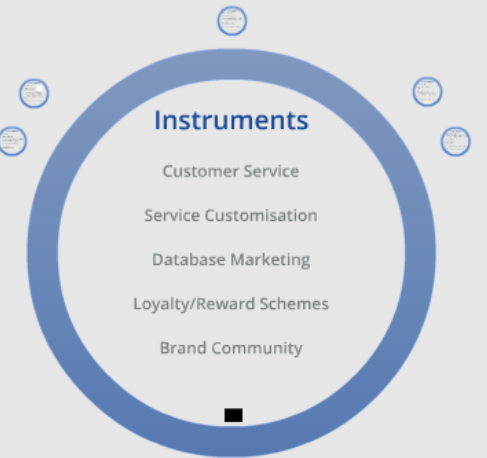 Instruments
Customer Service
Service Customisation
Database Marketing
Loyalty/Reward Schemes
Brand Community